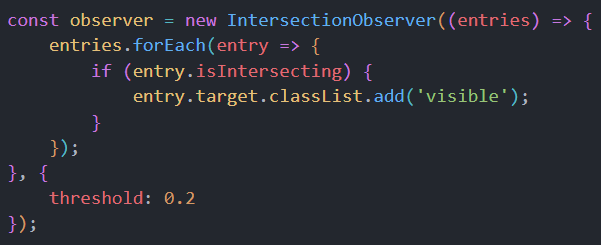 const observer = new IntersectionObserver((entries) => {
    entries.forEach(entry => {
        if (entry.isIntersecting) {
            entry.target.classList.add('visible');
        }
    });
}, {
    threshold: 0.2
});